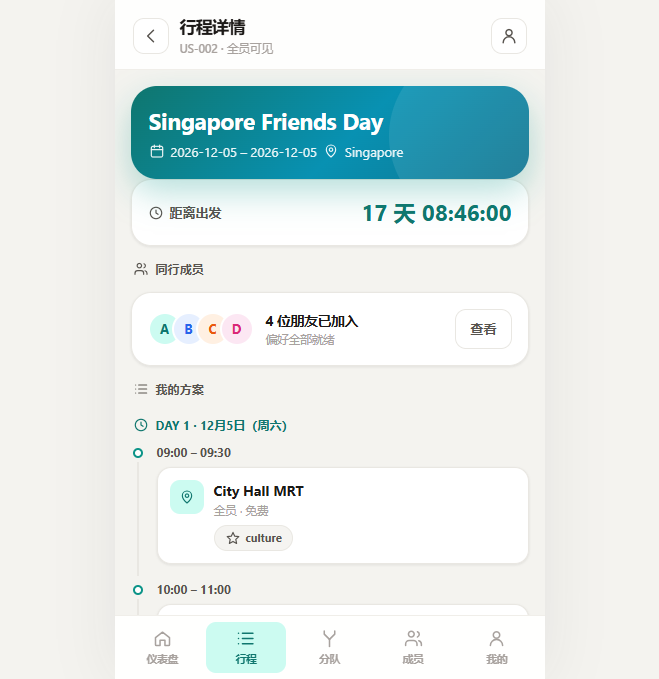 行程详情
US-002 · 全员可见
Singapore Friends Day
2026-12-05 – 2026-12-05 Singapore
距离出发 17 天 08:46:00
同行成员
A B C D
4 位朋友已加入
偏好全部就绪
查看
我的方案
DAY 1 · 12月5日（周六）
09:00 – 09:30
City Hall MRT
全员 · 免费
culture
10:00 – 11:00
仪表盘 行程 分队 成员 我的